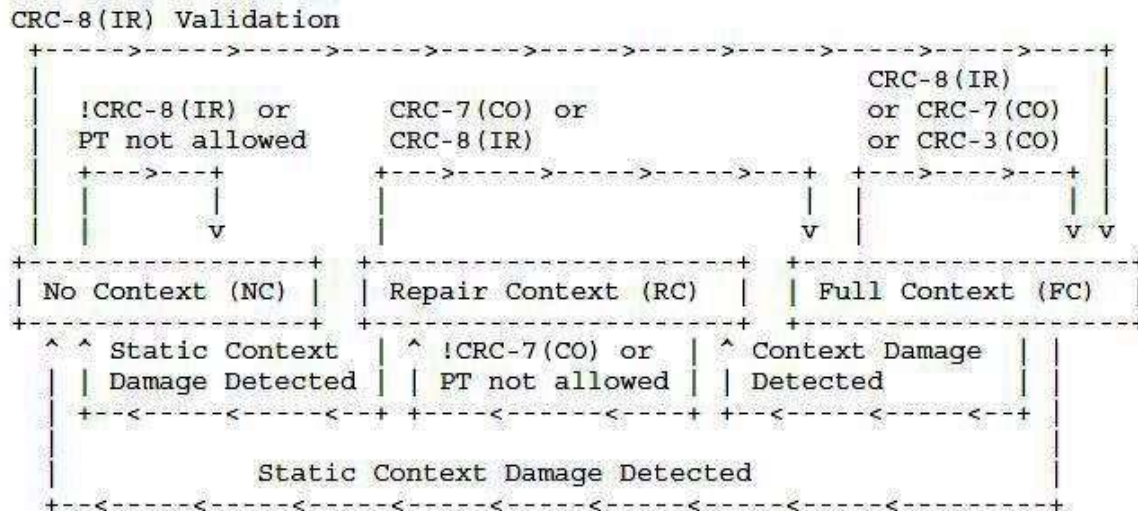 CRC-8(IR) Validation
CRC-8(IR)
!CRC-8(IR) or CRC-7(CO) or or CRC-7(CO)
PT not allowed CRC-8(IR) or CRC-3(CO)
No Context (NC) Repair Context (RC) Full Context (FC)
Static Context !CRC-7(CO) or Context Damage
Damage Detected PT not allowed Detected
Static Context Damage Detected